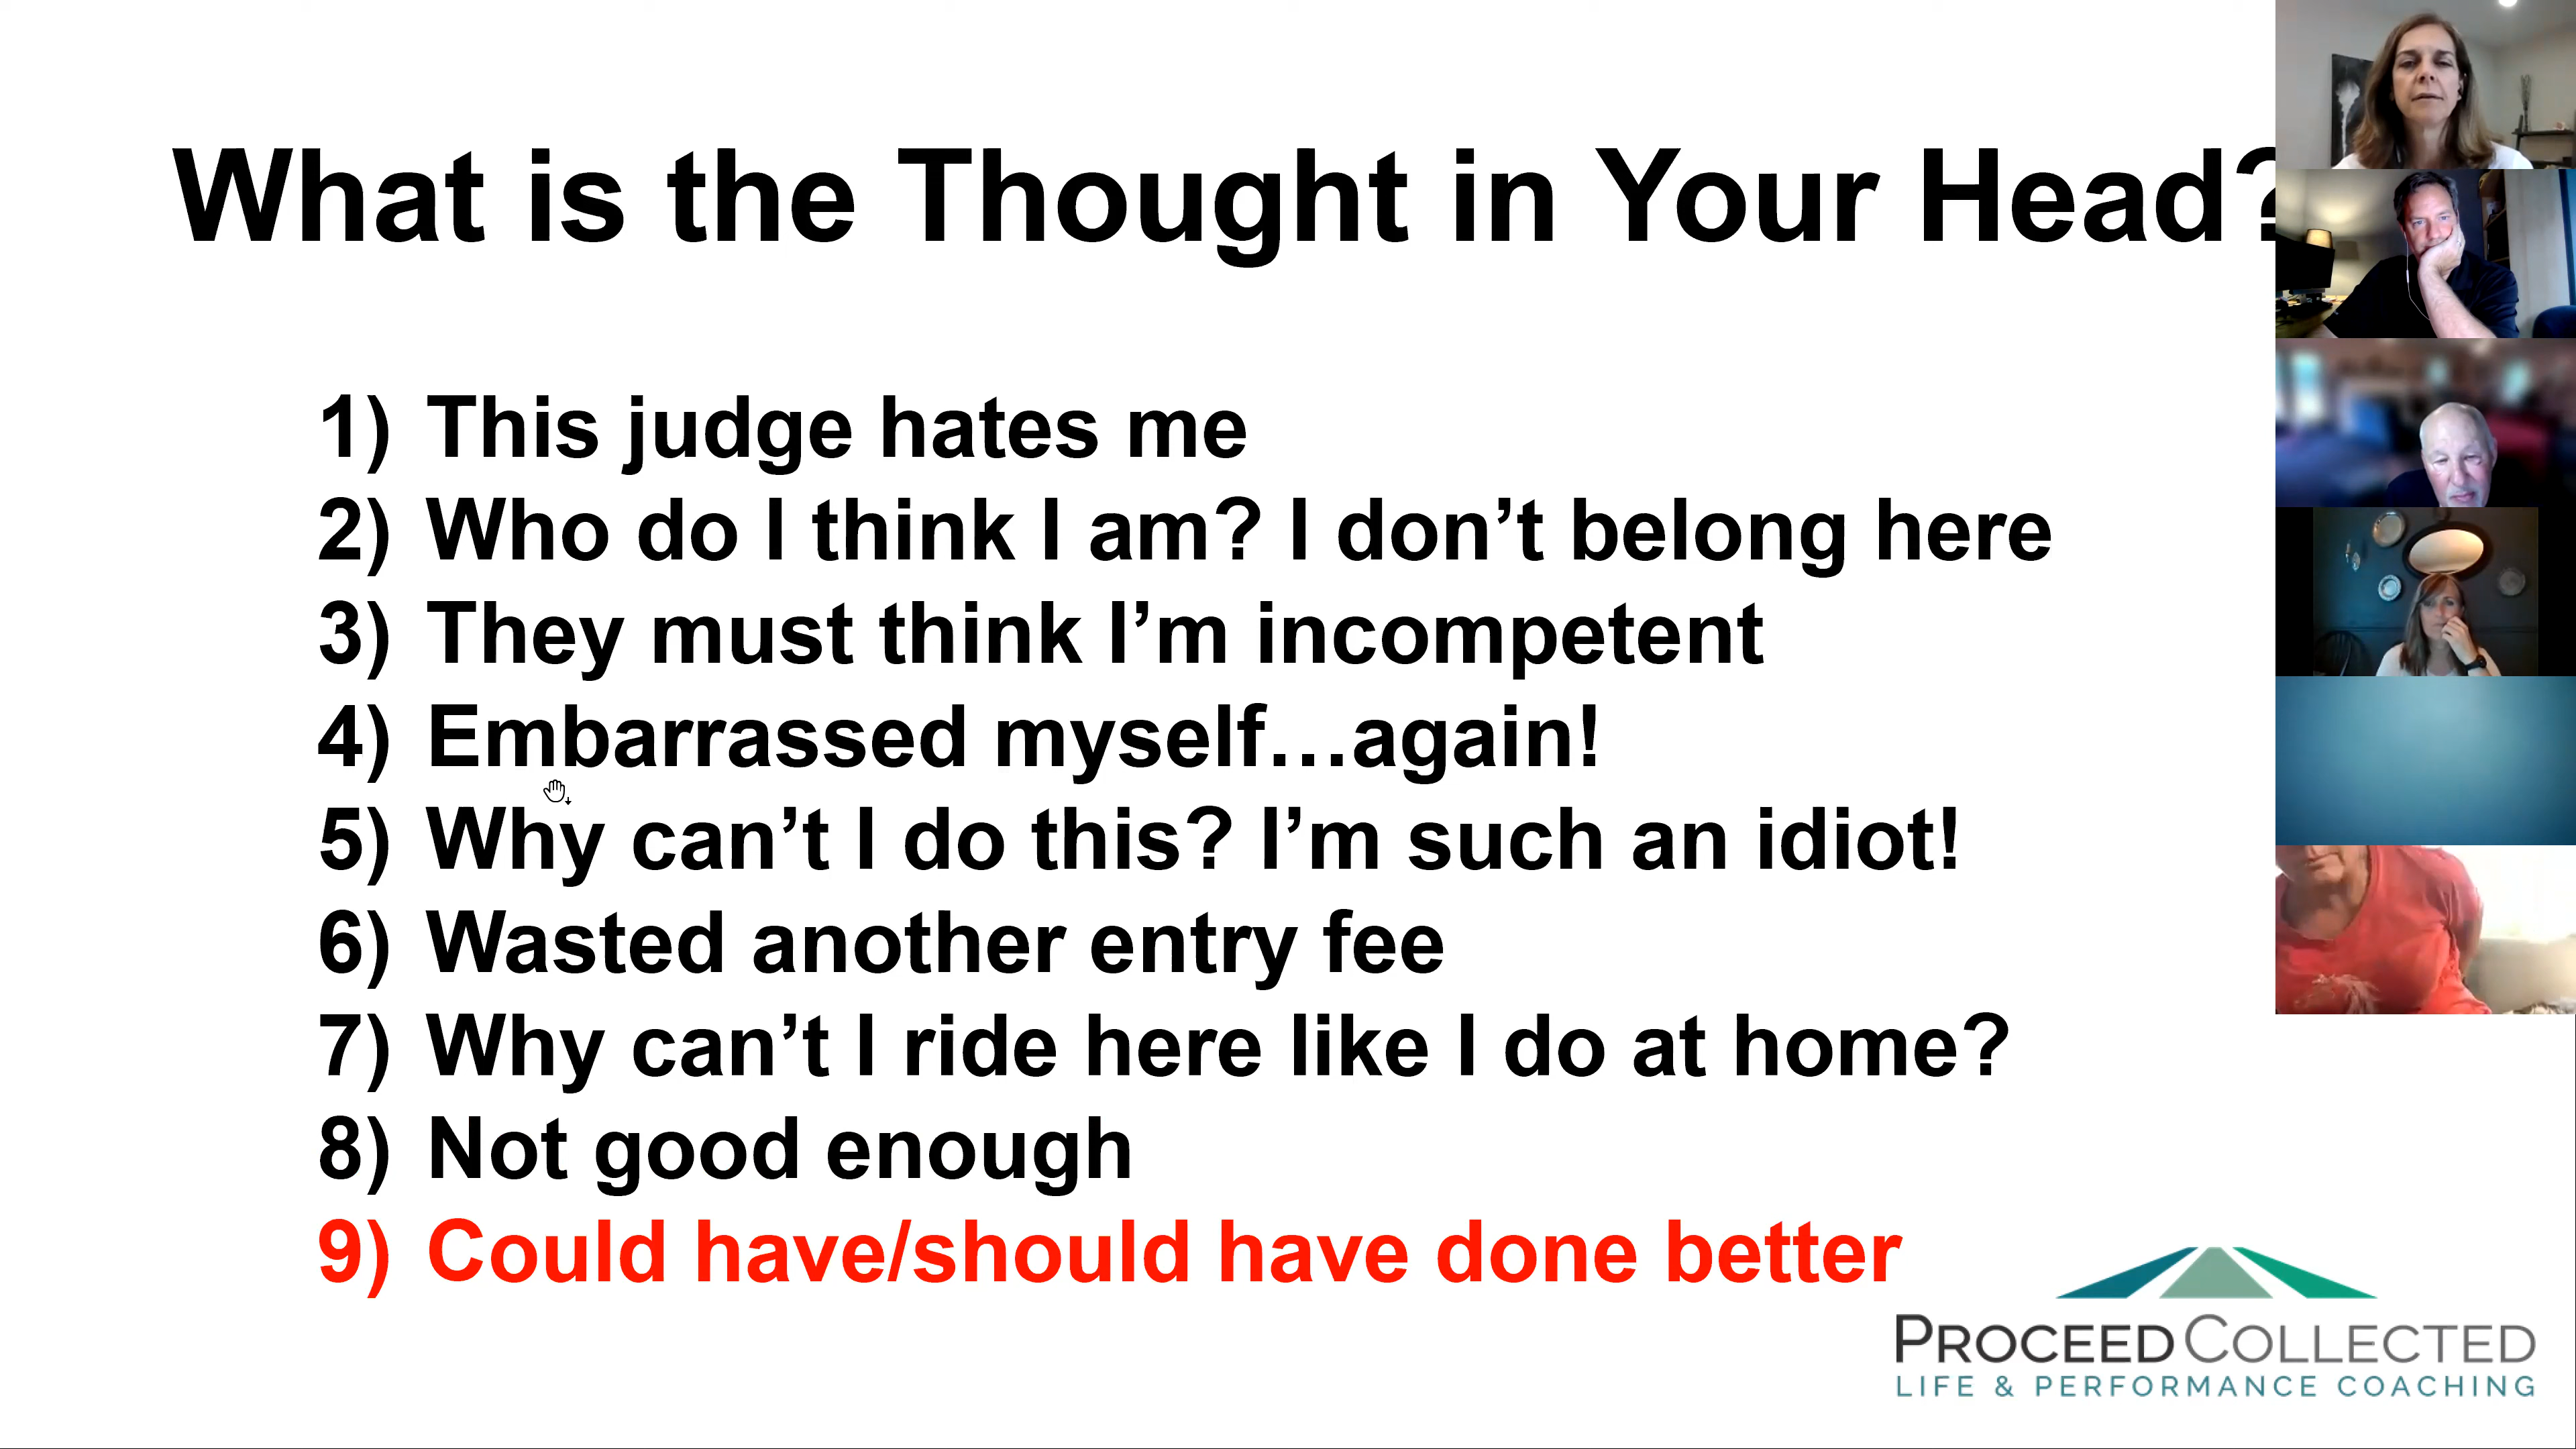 What is the Thought in Your Head?
1) This judge hates me
2) Who do I think I am? I don’t belong here
3) They must think I’m incompetent
4) Embarrassed myself…again!
5) Why can’t I do this? I’m such an idiot!
6) Wasted another entry fee
7) Why can’t I ride here like I do at home?
8) Not good enough
9) Could have/should have done better
PROCEED COLLECTED
LIFE & PERFORMANCE COACHING